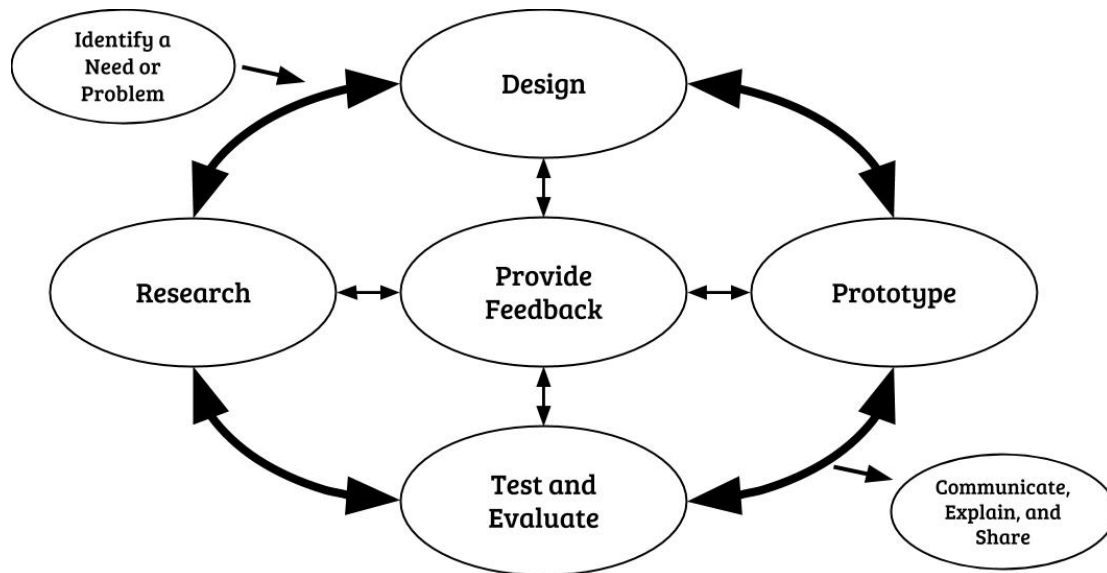 Identify a
Need or
Problem
Design
Research
Provide
Feedback
Prototype
Test and
Evaluate
Communicate,
Explain, and
Share